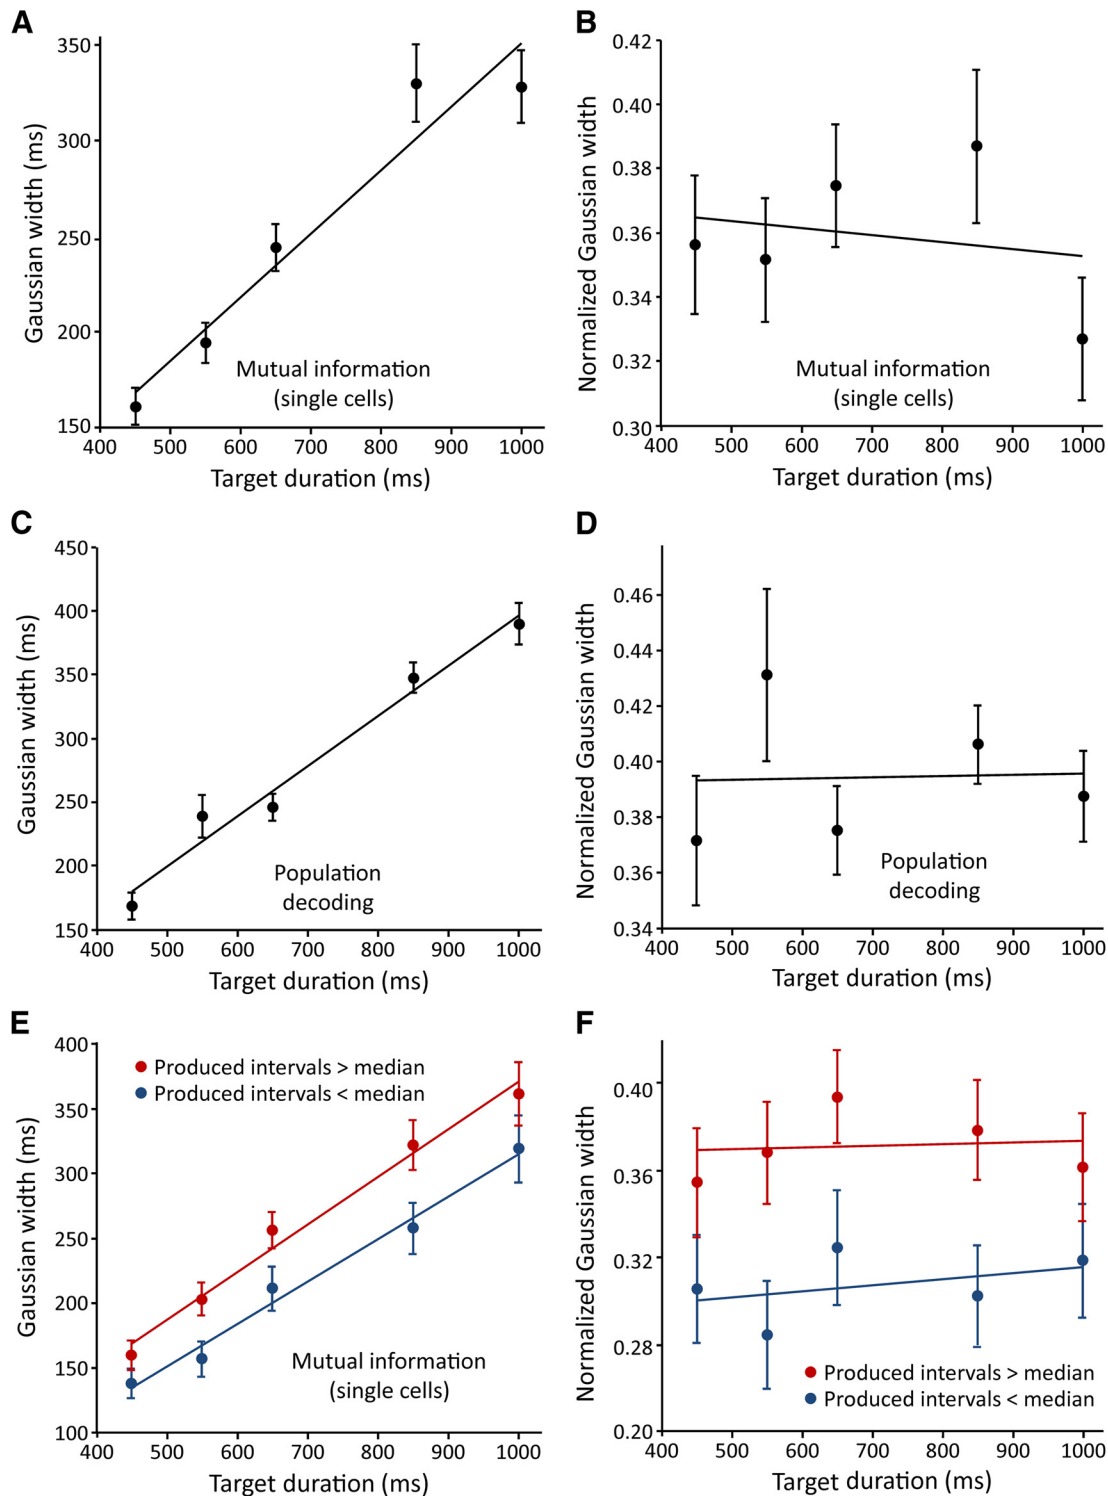 A
Gaussian width (ms)
350
300
250
200
150
400 500 600 700 800 900 1000
Target duration (ms)
Mutual information
(single cells)
B
Normalized Gaussian width
0.42
0.40
0.38
0.36
0.34
0.32
0.30
400 500 600 700 800 900 1000
Target duration (ms)
Mutual information
(single cells)
C
Gaussian width (ms)
450
400
350
300
250
200
150
400 500 600 700 800 900 1000
Target duration (ms)
Population
decoding
D
Normalized Gaussian width
0.46
0.44
0.42
0.40
0.38
0.36
0.34
400 500 600 700 800 900 1000
Target duration (ms)
Population
decoding
E
Gaussian width (ms)
400
350
300
250
200
150
100
400 500 600 700 800 900 1000
Target duration (ms)
Produced intervals > median
Produced intervals < median
Mutual information
(single cells)
F
Normalized Gaussian width
0.40
0.36
0.32
0.28
0.20
400 500 600 700 800 900 1000
Target duration (ms)
Produced intervals > median
Produced intervals < median